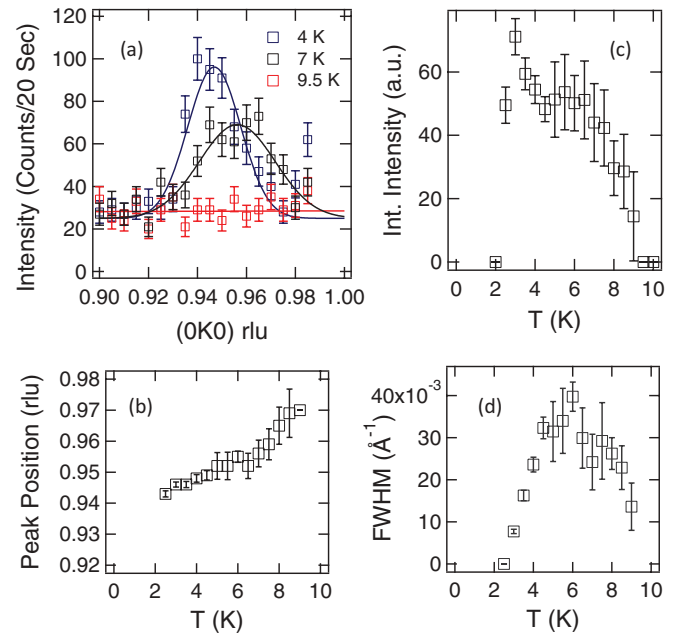 120
100
80
60
40
20
0
Intensity (Counts/20 Sec)
(a)
4 K
7 K
9.5 K
0.90
0.92
0.94
0.96
0.98
1.00
(0K0) rlu
60
40
20
0
Int. Intensity (a.u.)
(c)
0
2
4
6
8
10
T (K)
0.98
0.97
0.96
0.95
0.94
0.93
0.92
Peak Position (rlu)
(b)
0
2
4
6
8
10
T (K)
40x10-3
30
20
10
0
FWHM (Å-1)
(d)
0
2
4
6
8
10
T (K)